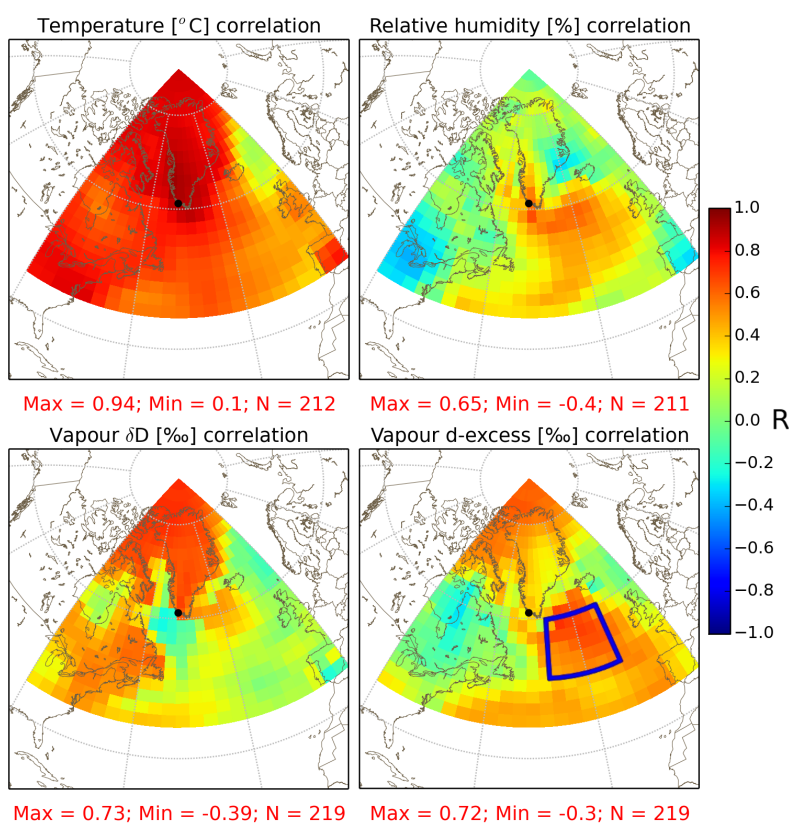 Temperature [°C] correlation
Relative humidity [%] correlation
Max = 0.94; Min = 0.1; N = 212
Max = 0.65; Min = -0.4; N = 211
Vapour δD [‰] correlation
Vapour d-excess [‰] correlation
Max = 0.73; Min = -0.39; N = 219
Max = 0.72; Min = -0.3; N = 219
1.0
0.8
0.6
0.4
0.2
0.0
−0.2
−0.4
−0.6
−0.8
−1.0
R